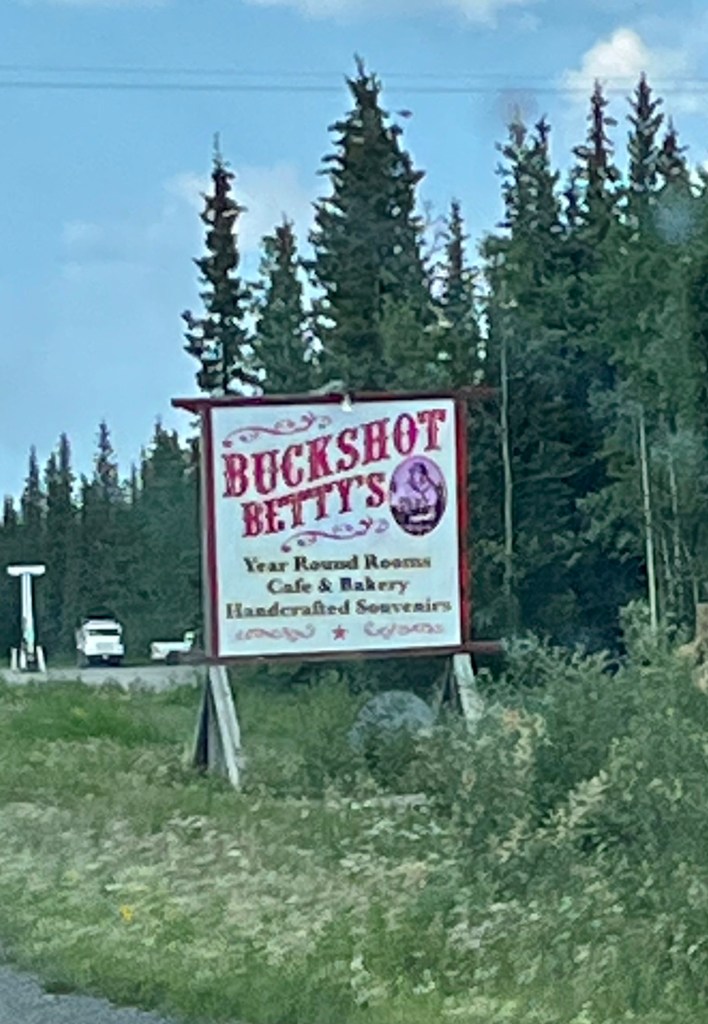 BUCKSHOT
BETTY'S
Year Round Rooms
Cafe & Bakery
Handcrafted Souvenirs